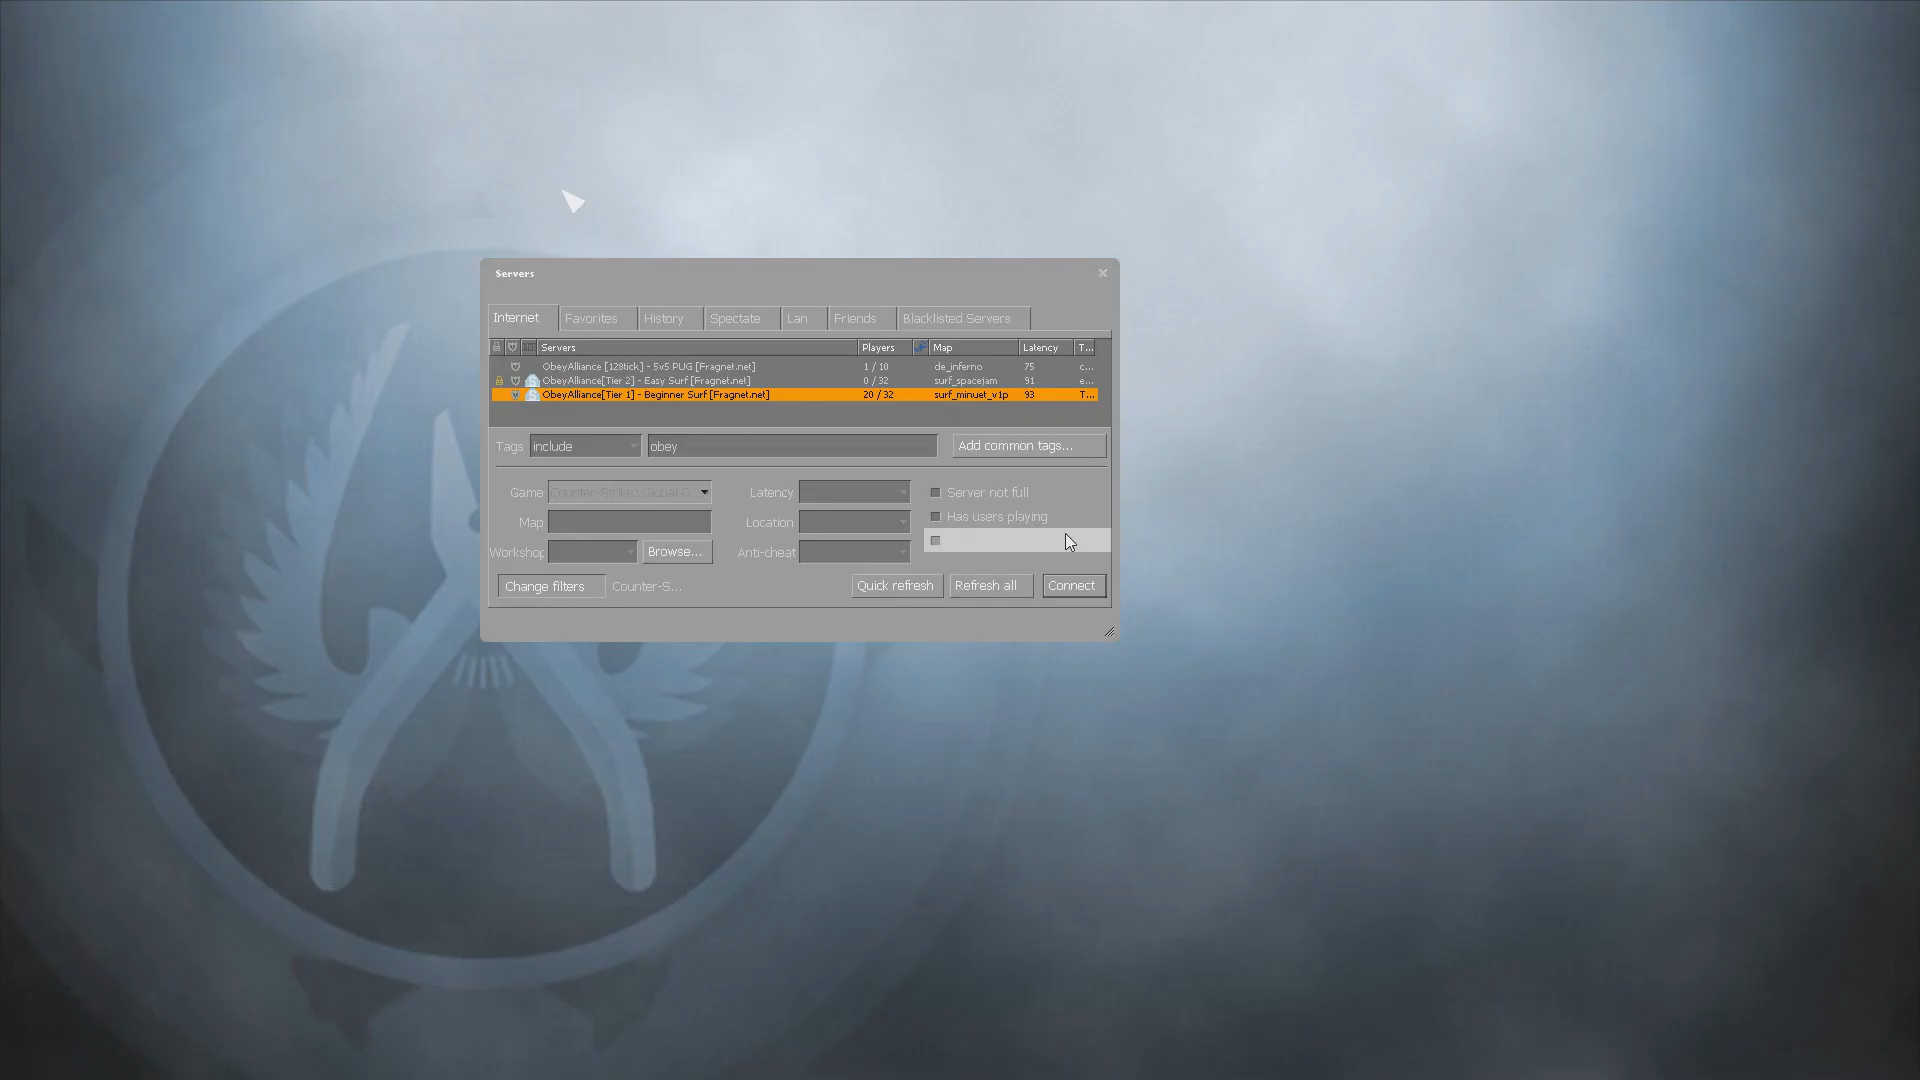 Servers
Internet Favorites History Spectate Lan Friends Blacklisted Servers
Servers Players Map Latency T...
ObeyAlliance [128tick] - 5v5 PUG [Fragnet.net] 1 / 10 de_inferno 75 c...
ObeyAlliance[Tier 2] - Easy Surf [Fragnet.net] 0 / 32 surf_spacejam 91 e...
ObeyAlliance[Tier 1] - Beginner Surf [Fragnet.net] 20 / 32 surf_minuet_v1p 93 T...
Tags include obey Add common tags...
Game Counter-Strike: Global O... Latency Server not full
Map Location Has users playing
Workshop Browse... Anti-cheat
Change filters Counter-S... Quick refresh Refresh all Connect